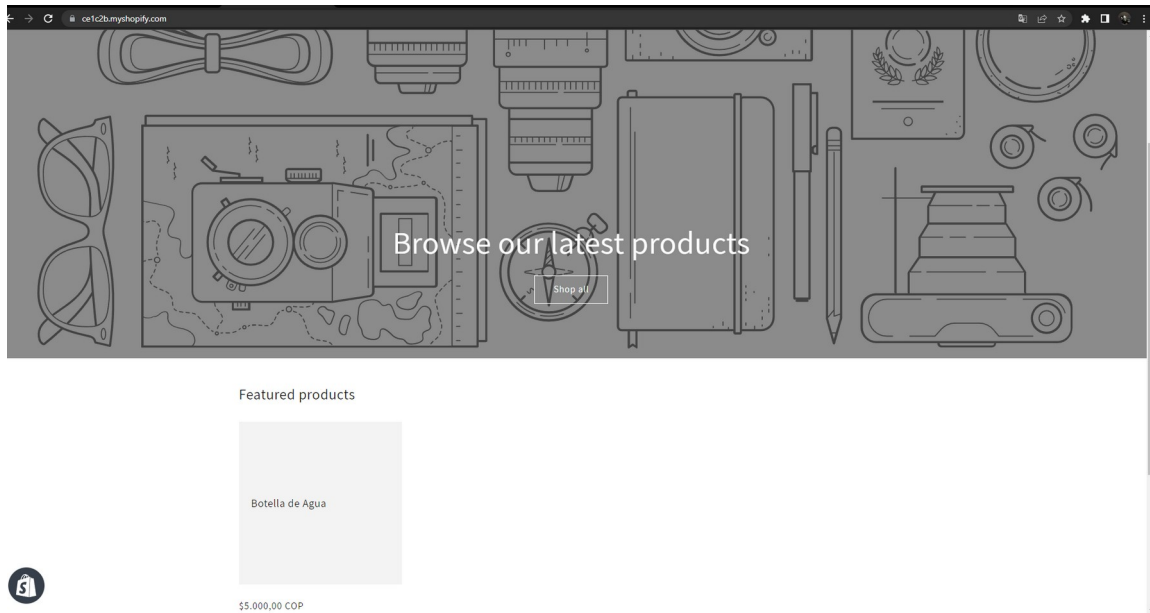 ce1c2b.myshopify.com
Browse our latest products
Shop all
Featured products
Botella de Agua
$5.000,00 COP